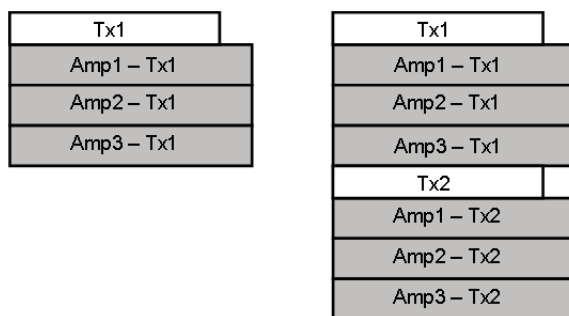 Tx1
Amp1 – Tx1
Amp2 – Tx1
Amp3 – Tx1
Tx1
Amp1 – Tx1
Amp2 – Tx1
Amp3 – Tx1
Tx2
Amp1 – Tx2
Amp2 – Tx2
Amp3 – Tx2